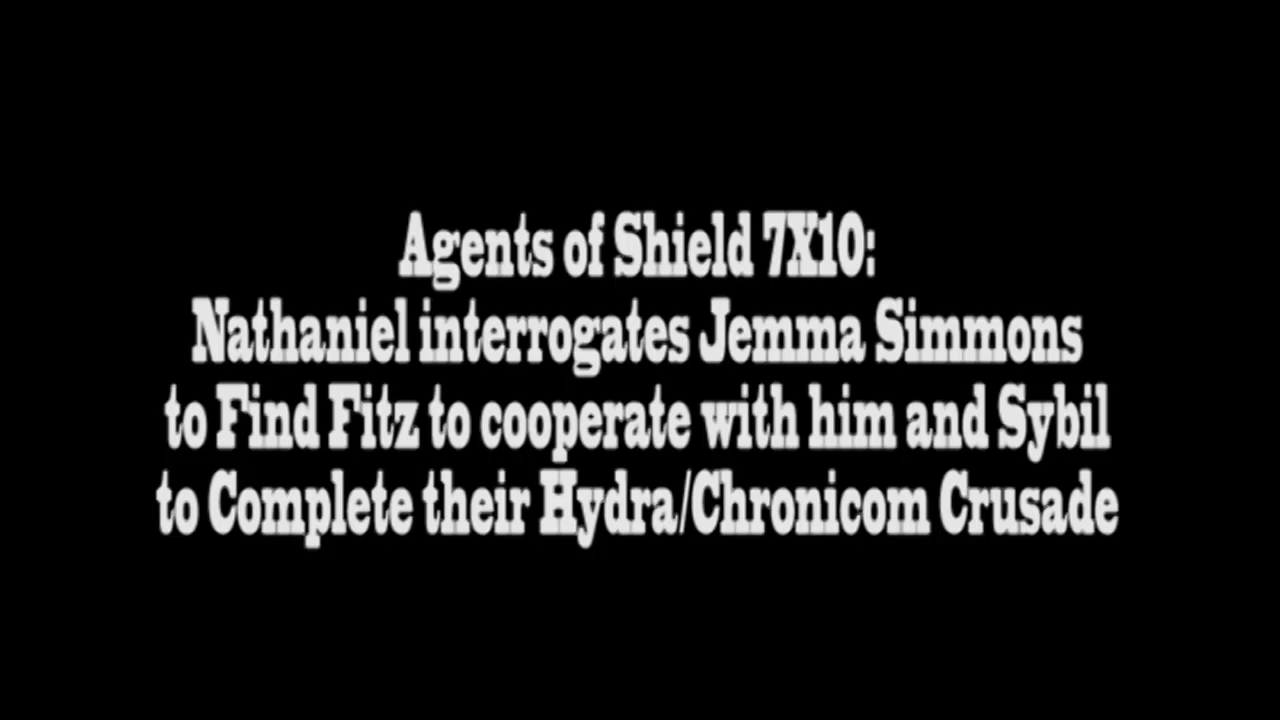 Agents of Shield 7X10:
Nathaniel interrogates Jemma Simmons
to Find Fitz to cooperate with him and Sybil
to Complete their Hydra/Chronicom Crusade